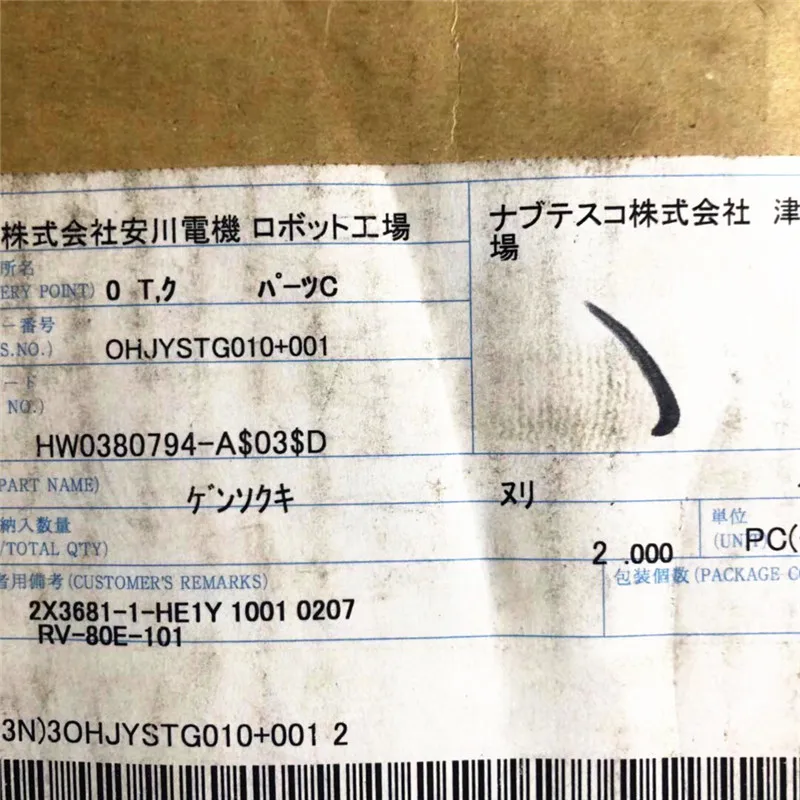 株式会社安川電機 ロボット工場
ナブテスコ株式会社 津
場
所名
ERY POINT) 0 T,ク パーツC
ー番号
S.NO.) OHJYSTG010+001
ード
NO.)
HW0380794-A$03$D
PART NAME)
ゲンソクキ ヌリ
納入数量
/TOTAL Q'TY) 2 .000
単位
(UNIT) PC(
者用備考(CUSTOMER'S REMARKS)
包装個数(PACKAGE CO
2X3681-1-HE1Y 1001 0207
RV-80E-101
3N)3OHJYSTG010+001 2